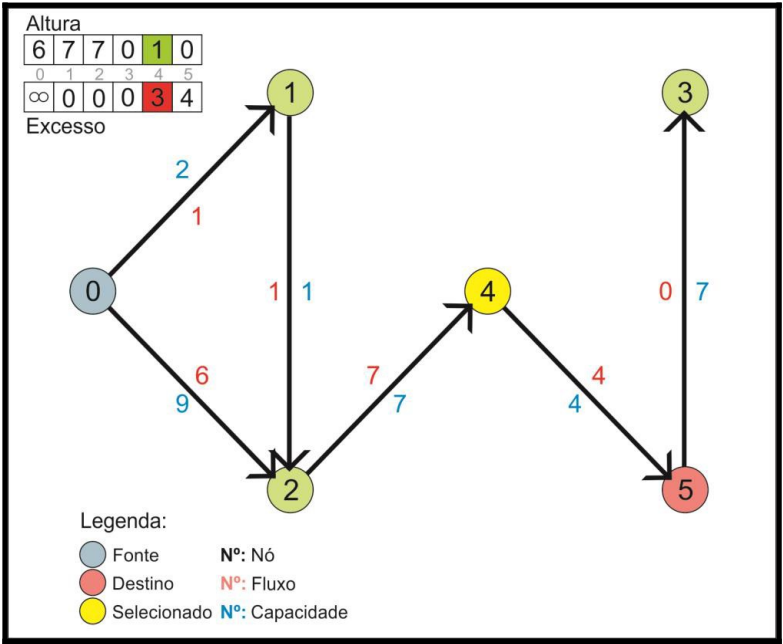 Altura
6 7 7 0 1 0
0 1 2 3 4 5
∞ 0 0 0 3 4
Excesso
1
3
2
1
0
1 1
4
0 7
6
9
7
7
4
4
2
5
Legenda:
Fonte Nº: Nó
Destino Nº: Fluxo
Selecionado Nº: Capacidade